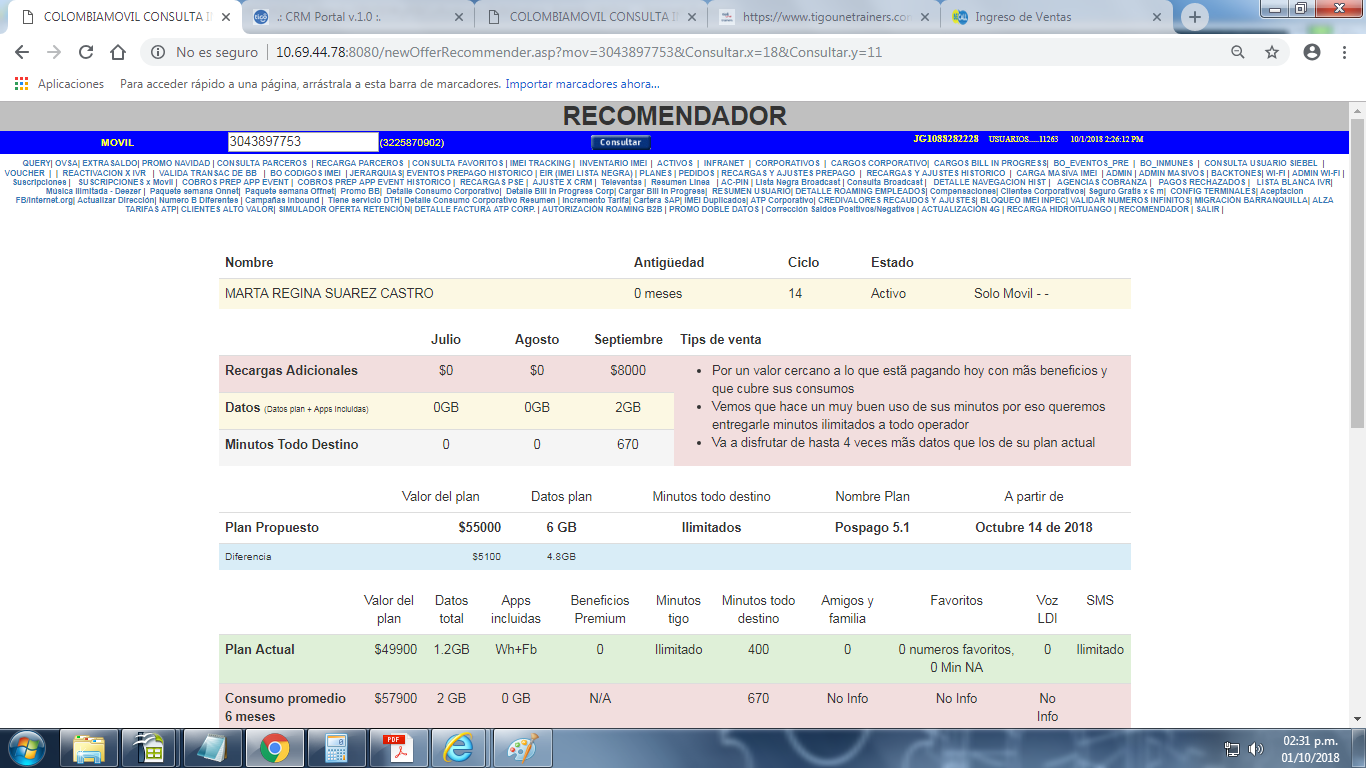 COLOMBIAMOVIL CONSULTA I
.: CRM Portal v.1.0 :.
COLOMBIAMOVIL CONSULTA I
https://www.tigounetrainers.com
Ingreso de Ventas
No es seguro | 10.69.44.78:8080/newOfferRecommender.asp?mov=3043897753&Consultar.x=18&Consultar.y=11
Aplicaciones Para acceder rápido a una página, arrástrala a esta barra de marcadores. Importar marcadores ahora...
RECOMENDADOR
MOVIL 3043897753 (3225870902) Consultar JG1088282228 USUARIOS.....11263 10/1/2018 2:26:12 PM
QUERY| OVSA| EXTRASALDO| PROMO NAVIDAD | CONSULTA PARCEROS | RECARGA PARCEROS | CONSULTA FAVORITOS | IMEI TRACKING | INVENTARIO IMEI | ACTIVOS | INFRANET | CORPORATIVOS | CARGOS CORPORATIVO| CARGOS BILL IN PROGRESS| BO_EVENTOS_PRE | BO_INMUNES | CONSULTA USUARIO SIEBEL |
VOUCHER | | REACTIVACION X IVR | VALIDA TRANSAC DE BB | BO CODIGOS IMEI | JERARQUIAS| EVENTOS PREPAGO HISTORICO | EIR (IMEI LISTA NEGRA) | PLANES | PEDIDOS | RECARGAS Y AJUSTES PREPAGO | RECARGAS Y AJUSTES HISTORICO | CARGA MASIVA IMEI | ADMIN | ADMIN MASIVOS | BACKTONES| WI-FI | ADMIN WI-FI |
Suscripciones | SUSCRIPCIONES x Movil | COBROS PREP APP EVENT | COBROS PREP APP EVENT HISTORICO | RECARGAS PSE | AJUSTE X CRM | Televentas | Resumen Linea | AC-PIN | Lista Negra Broadcast | Consulta Broadcast | DETALLE NAVEGACION HIST | AGENCIAS COBRANZA | PAGOS RECHAZADOS | LISTA BLANCA IVR|
Musica Ilimitada - Deezer | Paquete semana Onnet| Paquete semana Offnet| Promo BB| Detalle Consumo Corporativo| Detalle Bill In Progress Corp| Cargar Bill In Progress| RESUMEN USUARIO| DETALLE ROAMING EMPLEADOS| Compensaciones| Clientes Corporativos| Seguro Gratis x 6 m| CONFIG TERMINALES| Aceptacion
FB/Internet.org| Actualizar Dirección| Numero B Diferentes | Campañas Inbound | Tiene servicio DTH| Detalle Consumo Corporativo Resumen | Incremento Tarifa| Cartera SAP| IMEI Duplicados| ATP Corporativo| CREDIVALORES RECAUDOS Y AJUSTES| BLOQUEO IMEI INPEC| VALIDAR NUMEROS INFINITOS| MIGRACIÓN BARRANQUILLA| ALZA
TARIFAS ATP| CLIENTES ALTO VALOR| SIMULADOR OFERTA RETENCIÓN| DETALLE FACTURA ATP CORP. | AUTORIZACIÓN ROAMING B2B | PROMO DOBLE DATOS | Corrección Saldos Positivos/Negativos | ACTUALIZACIÓN 4G | RECARGA HIDROITUANGO | RECOMENDADOR | SALIR |
Nombre Antigüedad Ciclo Estado
MARTA REGINA SUAREZ CASTRO 0 meses 14 Activo Solo Movil - -
Julio Agosto Septiembre Tips de venta
Recargas Adicionales $0 $0 $8000
Datos (Datos plan + Apps incluidas) 0GB 0GB 2GB
Minutos Todo Destino 0 0 670
• Por un valor cercano a lo que estã pagando hoy con mãs beneficios y
que cubre sus consumos
• Vemos que hace un muy buen uso de sus minutos por eso queremos
entregarle minutos ilimitados a todo operador
• Va a disfrutar de hasta 4 veces mãs datos que los de su plan actual
Valor del plan Datos plan Minutos todo destino Nombre Plan A partir de
Plan Propuesto $55000 6 GB Ilimitados Pospago 5.1 Octubre 14 de 2018
Diferencia $5100 4.8GB
Valor del plan Datos total Apps incluidas Beneficios Premium Minutos tigo Minutos todo destino Amigos y familia Favoritos Voz LDI SMS
Plan Actual $49900 1.2GB Wh+Fb 0 Ilimitado 400 0 0 numeros favoritos, 0 Min NA 0 Ilimitado
Consumo promedio 6 meses $57900 2 GB 0 GB N/A 670 No Info No Info No Info
PDF
02:31 p.m.
01/10/2018